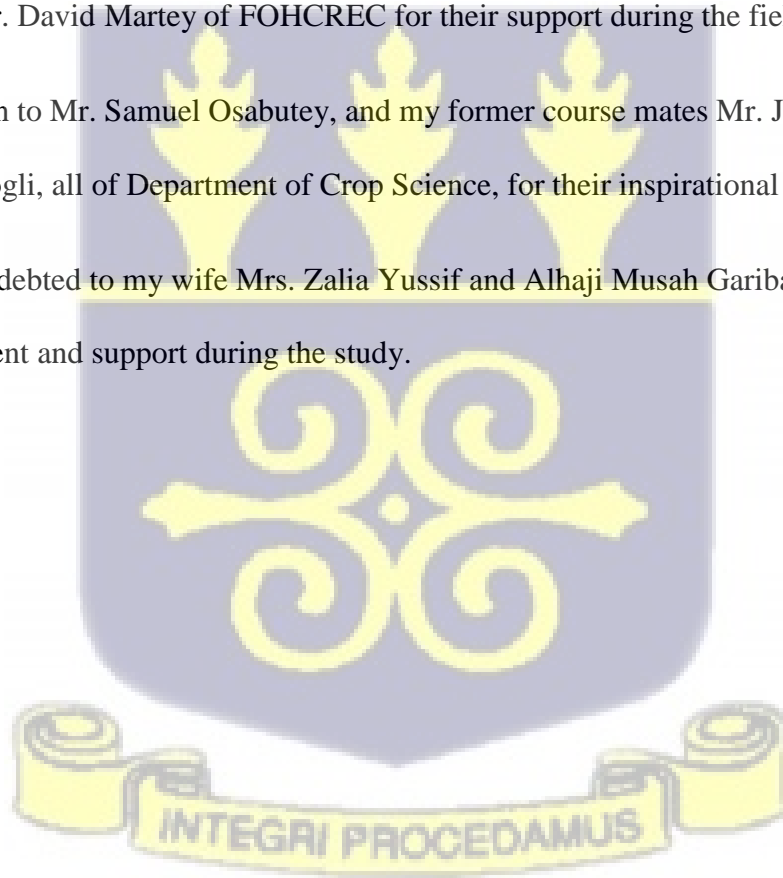 r. David Martey of FOHCREC for their support during the fie
n to Mr. Samuel Osabutey, and my former course mates Mr. J
ogli, all of Department of Crop Science, for their inspirational
debted to my wife Mrs. Zalia Yussif and Alhaji Musah Gariba
ent and support during the study.
INTEGRI PROCEDAMUS